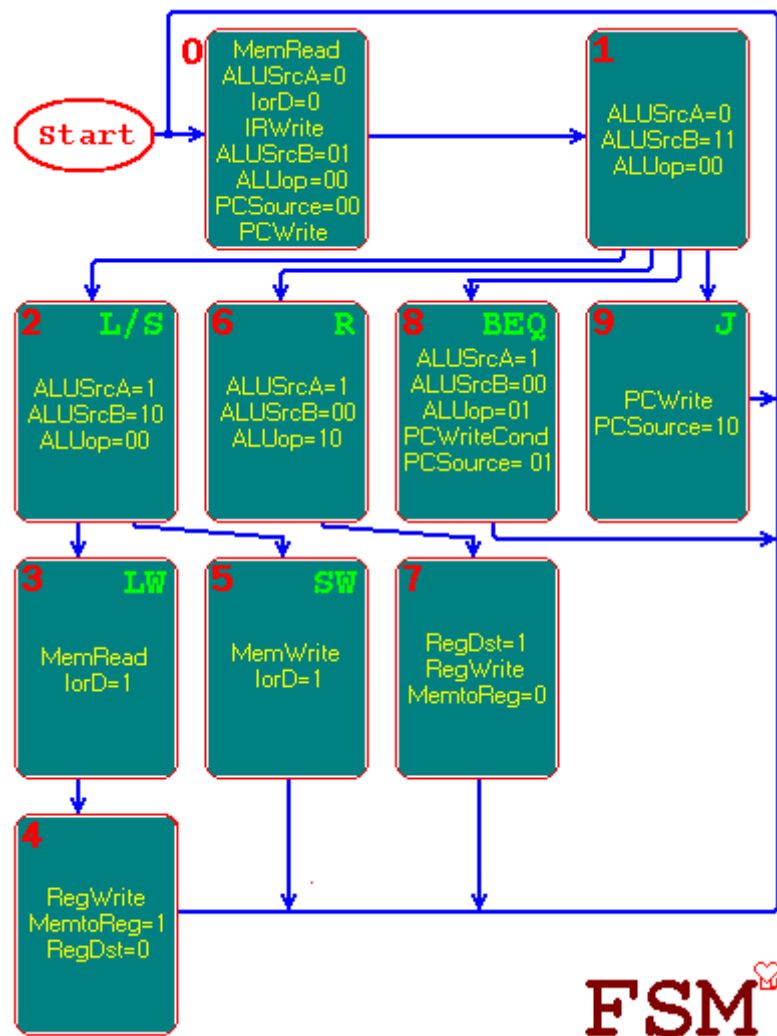 0
MemRead
ALUSrcA=0
IorD=0
IRWrite
ALUSrcB=01
ALUop=00
PCSource=00
PCWrite
1
ALUSrcA=0
ALUSrcB=11
ALUop=00
Start
2 L/S
ALUSrcA=1
ALUSrcB=10
ALUop=00
6 R
ALUSrcA=1
ALUSrcB=00
ALUop=10
8 BEQ
ALUSrcA=1
ALUSrcB=00
ALUop=01
PCWriteCond
PCSource= 01
9 J
PCWrite
PCSource=10
3 LW
MemRead
IorD=1
5 SW
MemWrite
IorD=1
7
RegDst=1
RegWrite
MemtoReg=0
4
RegWrite
MemtoReg=1
RegDst=0
FSM